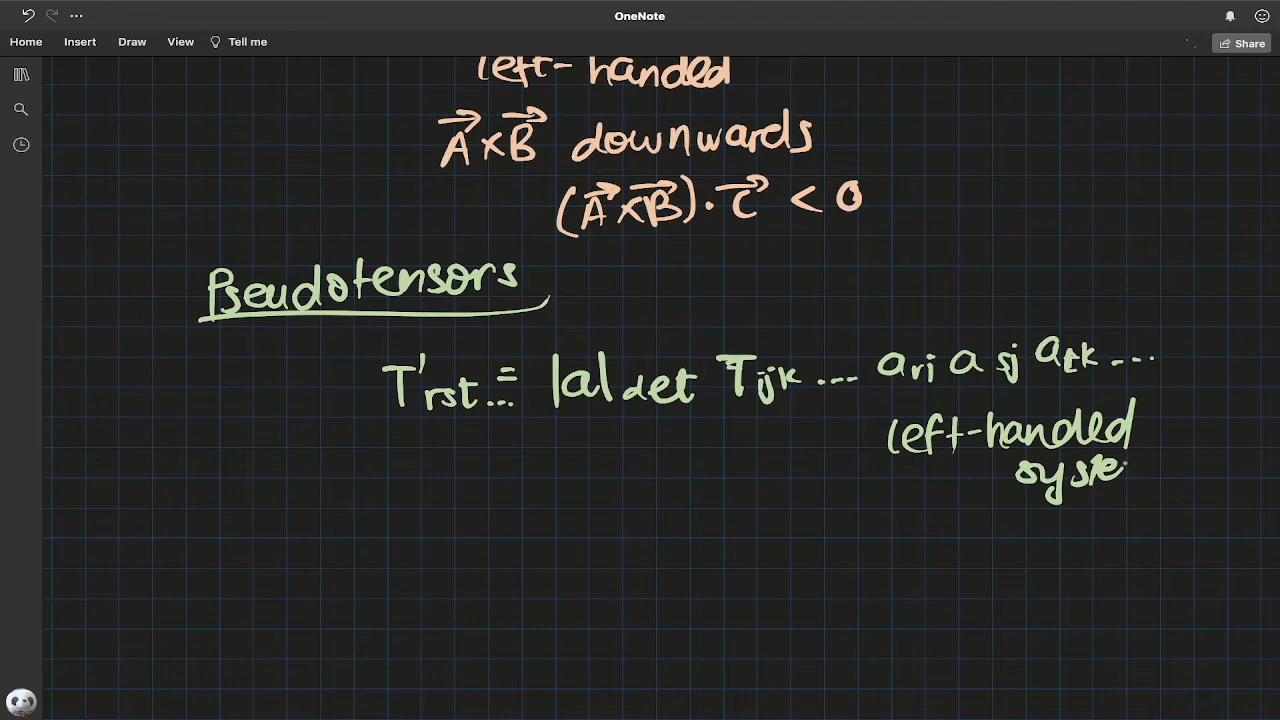 OneNote
Home Insert Draw View Tell me Share
left-handed
A⃗×B⃗ downwards
(A⃗×B⃗)·C⃗ < 0
Pseudotensors
T'rst... = |a|det Tijk ... ari asj atk ...
left-handed
syste